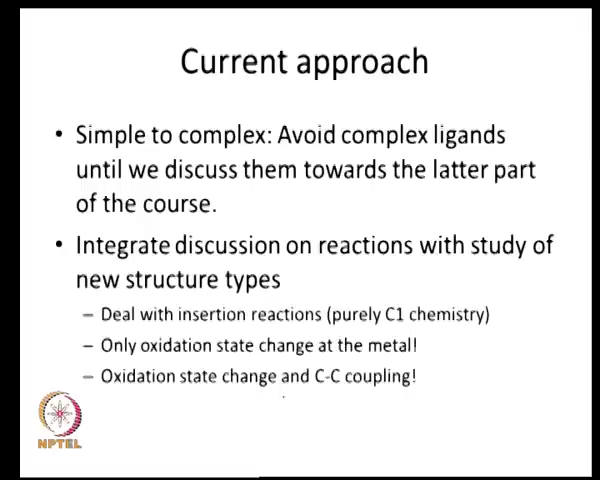 Current approach
• Simple to complex: Avoid complex ligands
until we discuss them towards the latter part
of the course.
• Integrate discussion on reactions with study of
new structure types
– Deal with insertion reactions (purely C1 chemistry)
– Only oxidation state change at the metal!
– Oxidation state change and C-C coupling!
NPTEL